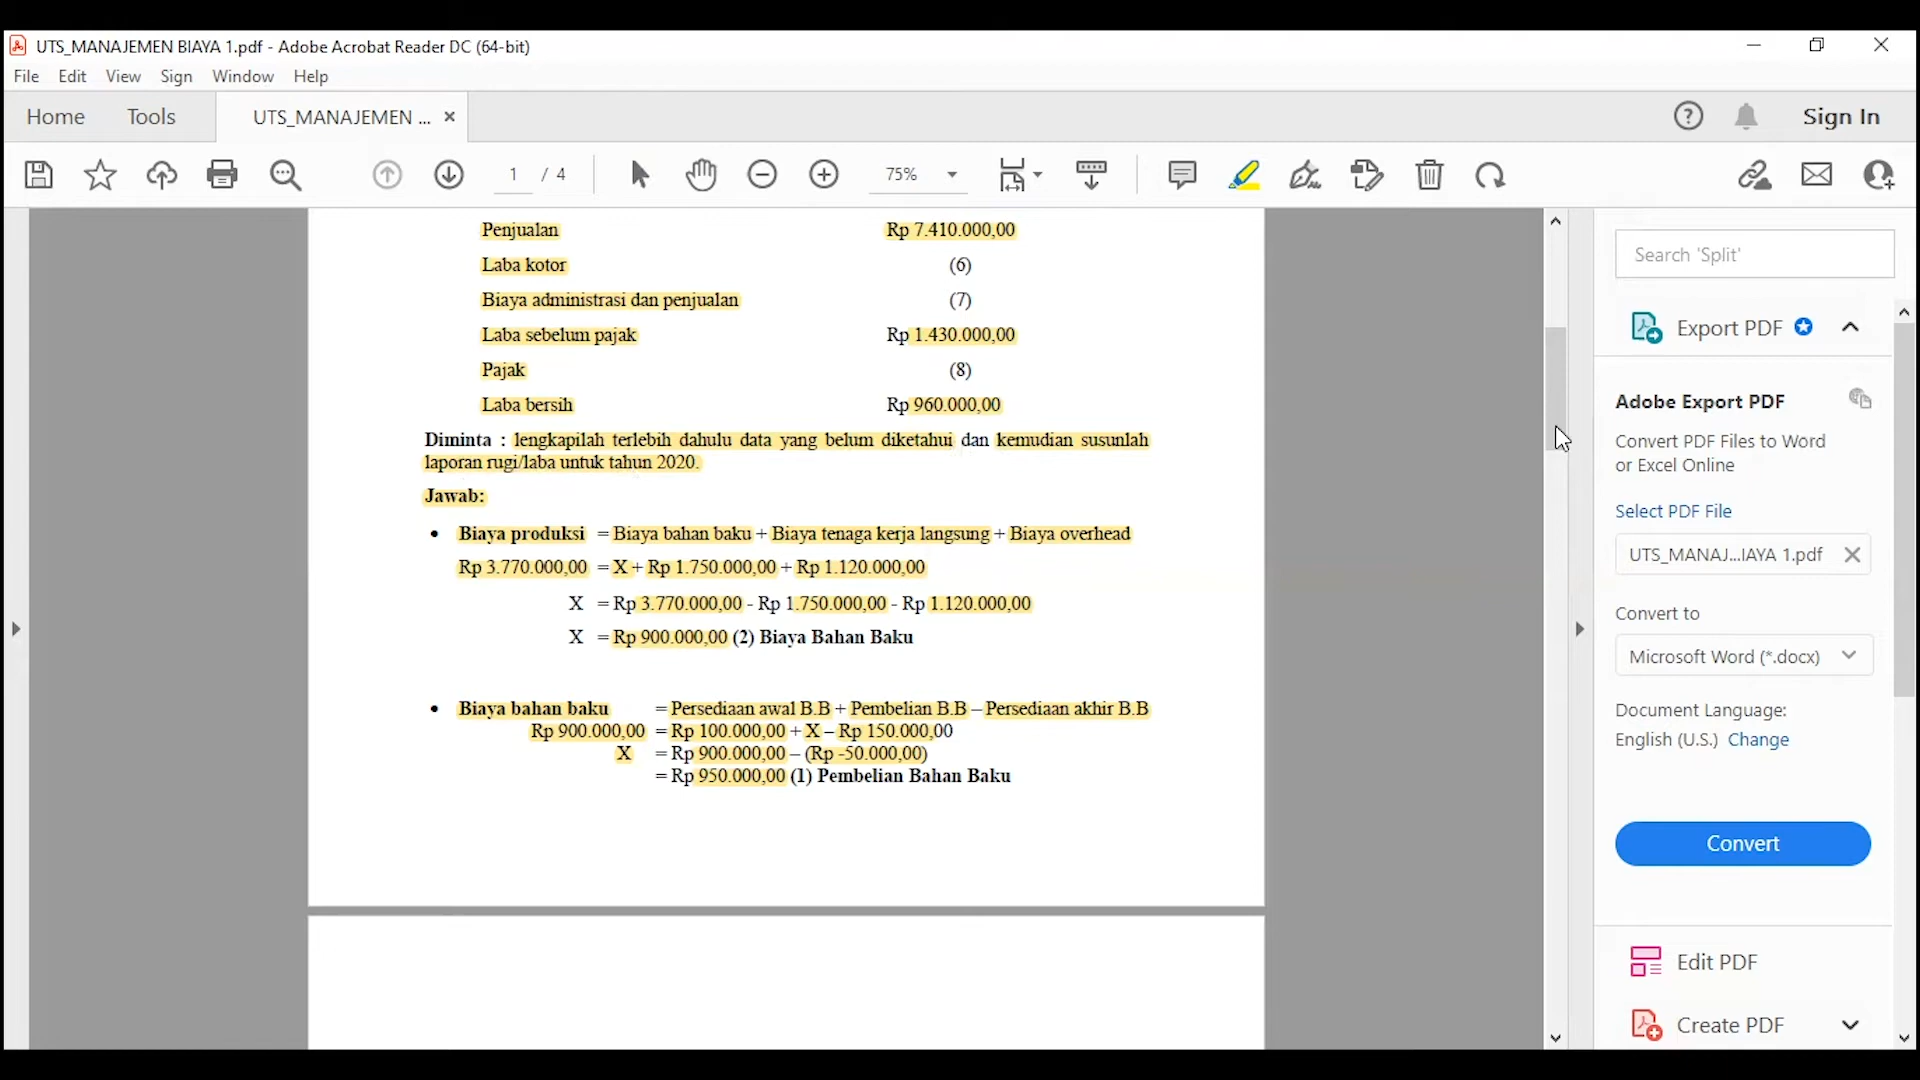 UTS_MANAJEMEN BIAYA 1.pdf - Adobe Acrobat Reader DC (64-bit)
File Edit View Sign Window Help
Home Tools UTS_MANAJEMEN ... × Sign In
1 / 4 75%
Penjualan Rp 7.410.000,00
Laba kotor (6)
Biaya administrasi dan penjualan (7)
Laba sebelum pajak Rp 1.430.000,00
Pajak (8)
Laba bersih Rp 960.000,00
Diminta : lengkapilah terlebih dahulu data yang belum diketahui dan kemudian susunlah
laporan rugi/laba untuk tahun 2020.
Jawab:
• Biaya produksi = Biaya bahan baku + Biaya tenaga kerja langsung + Biaya overhead
Rp 3.770.000,00 = X + Rp 1.750.000,00 + Rp 1.120.000,00
X = Rp 3.770.000,00 - Rp 1.750.000,00 - Rp 1.120.000,00
X = Rp 900.000,00 (2) Biaya Bahan Baku
• Biaya bahan baku = Persediaan awal B.B + Pembelian B.B – Persediaan akhir B.B
Rp 900.000,00 = Rp 100.000,00 + X – Rp 150.000,00
X = Rp 900.000,00 – (Rp -50.000,00)
= Rp 950.000,00 (1) Pembelian Bahan Baku
Search 'Split'
Export PDF
Adobe Export PDF
Convert PDF Files to Word
or Excel Online
Select PDF File
UTS_MANAJ...IAYA 1.pdf
Convert to
Microsoft Word (*.docx)
Document Language:
English (U.S.) Change
Convert
Edit PDF
Create PDF